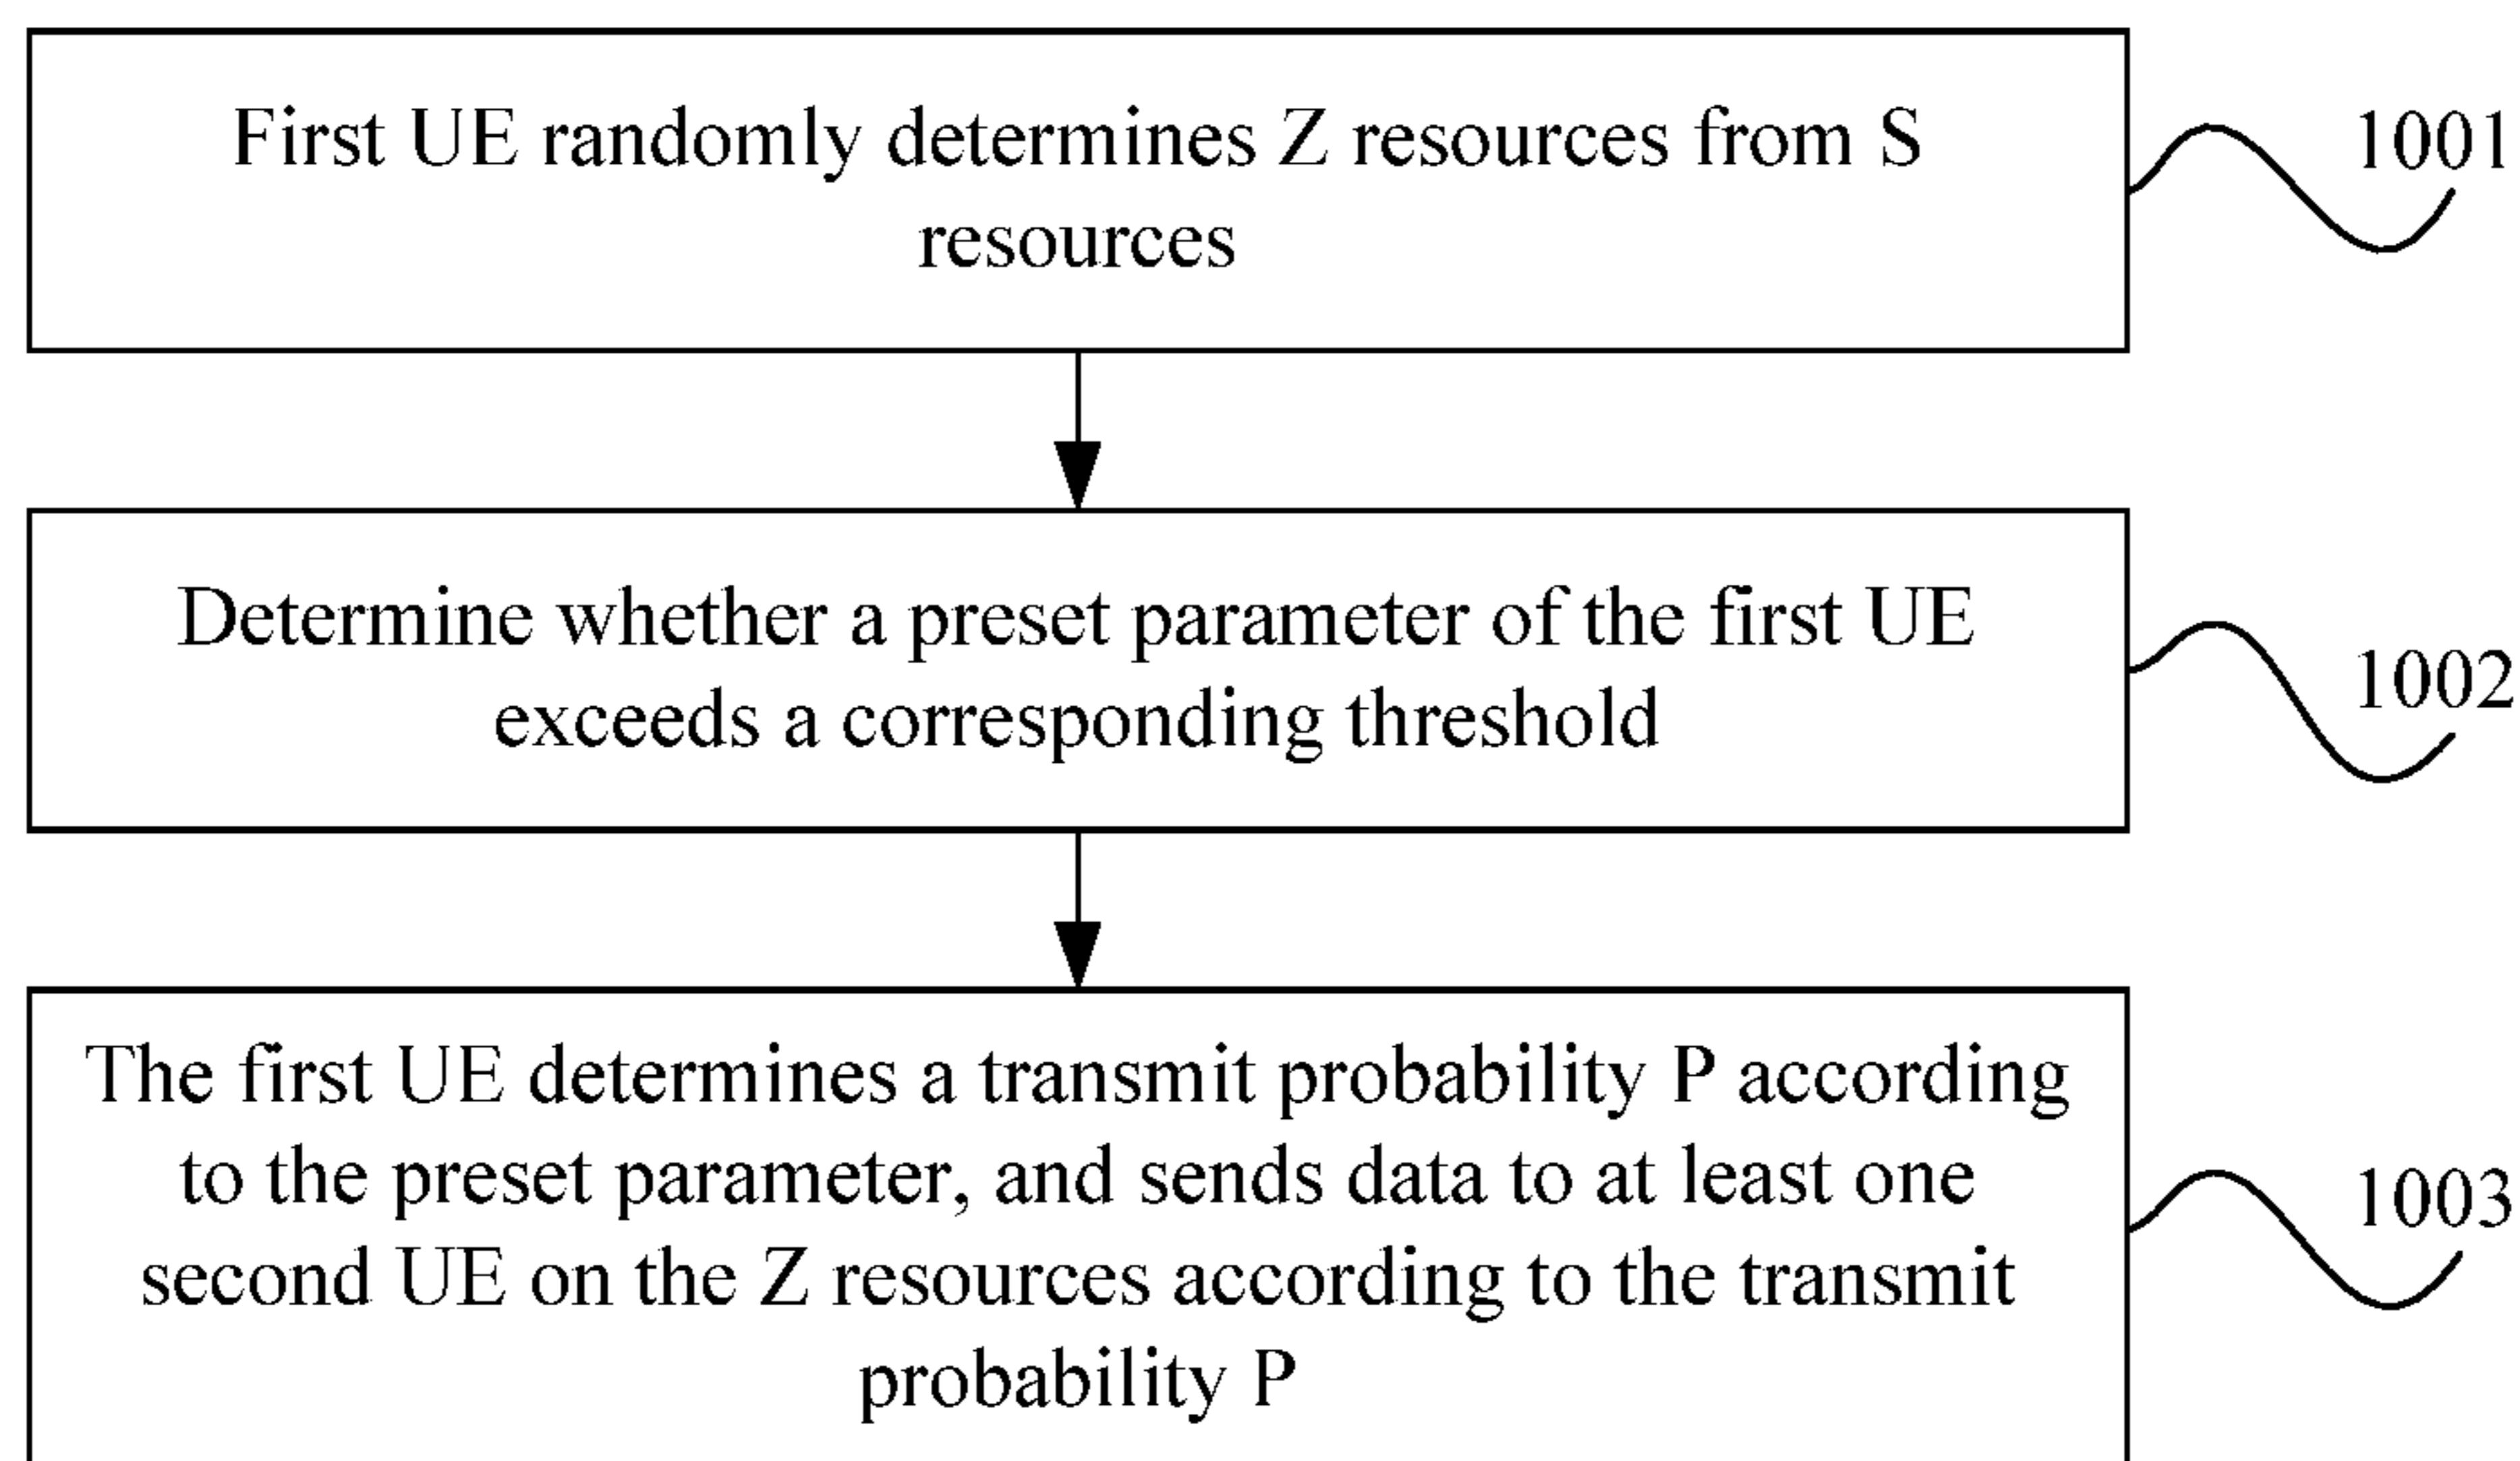 First UE randomly determines Z resources from S
resources
1001
Determine whether a preset parameter of the first UE
exceeds a corresponding threshold
1002
The first UE determines a transmit probability P according
to the preset parameter, and sends data to at least one
second UE on the Z resources according to the transmit
probability P
1003